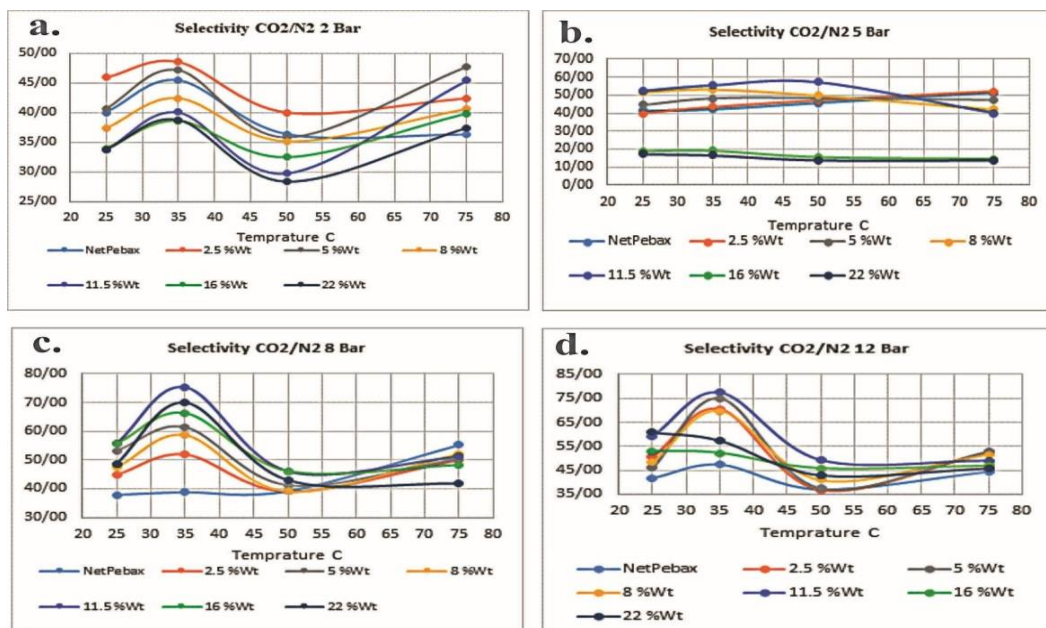 a.
Selectivity CO2/N2 2 Bar
50/00
45/00
40/00
35/00
30/00
25/00
20 25 30 35 40 45 50 55 60 65 70 75 80
Temprature C
NetPebax 2.5 %Wt 5 %Wt 8 %Wt
11.5 %Wt 16 %Wt 22 %Wt
b.
Selectivity CO2/N2 5 Bar
70/00
60/00
50/00
40/00
30/00
20/00
10/00
0/00
20 25 30 35 40 45 50 55 60 65 70 75 80
Temprature C
NetPebax 2.5 %Wt 5 %Wt 8 %Wt
11.5 %Wt 16 %Wt 22 %Wt
c.
Selectivity CO2/N2 8 Bar
80/00
70/00
60/00
50/00
40/00
30/00
20 25 30 35 40 45 50 55 60 65 70 75 80
Temprature C
NetPebax 2.5 %Wt 5 %Wt 8 %Wt
11.5 %Wt 16 %Wt 22 %Wt
d.
Selectivity CO2/N2 12 Bar
85/00
75/00
65/00
55/00
45/00
35/00
20 25 30 35 40 45 50 55 60 65 70 75 80
Temprature C
NetPebax 2.5 %Wt 5 %Wt
8 %Wt 11.5 %Wt 16 %Wt
22 %Wt